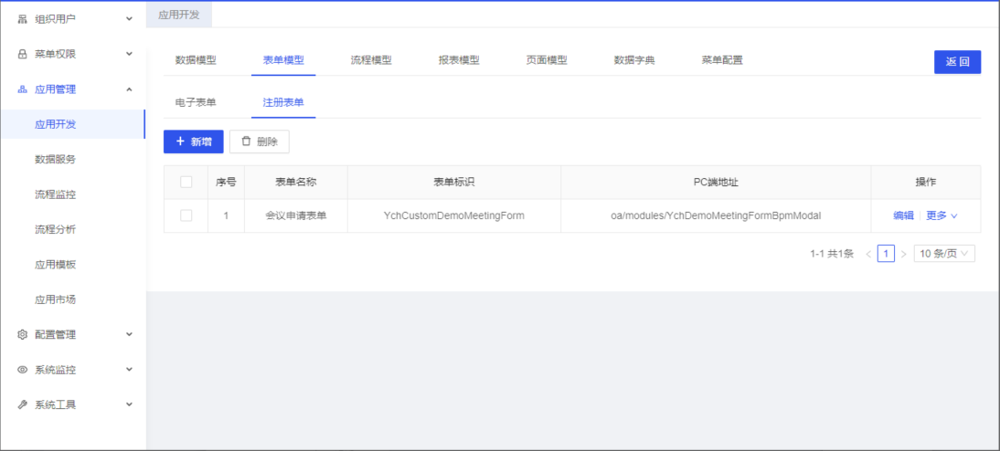 组织用户
菜单权限
应用管理
应用开发
数据服务
流程监控
流程分析
应用模板
应用市场
配置管理
系统监控
系统工具
应用开发
数据模型 表单模型 流程模型 报表模型 页面模型 数据字典 菜单配置 返回
电子表单 注册表单
+ 新增 删除
序号 表单名称 表单标识 PC端地址 操作
1 会议申请表单 YchCustomDemoMeetingForm oa/modules/YchDemoMeetingFormBpmModal 编辑 更多
1-1 共1条 < 1 > 10 条/页